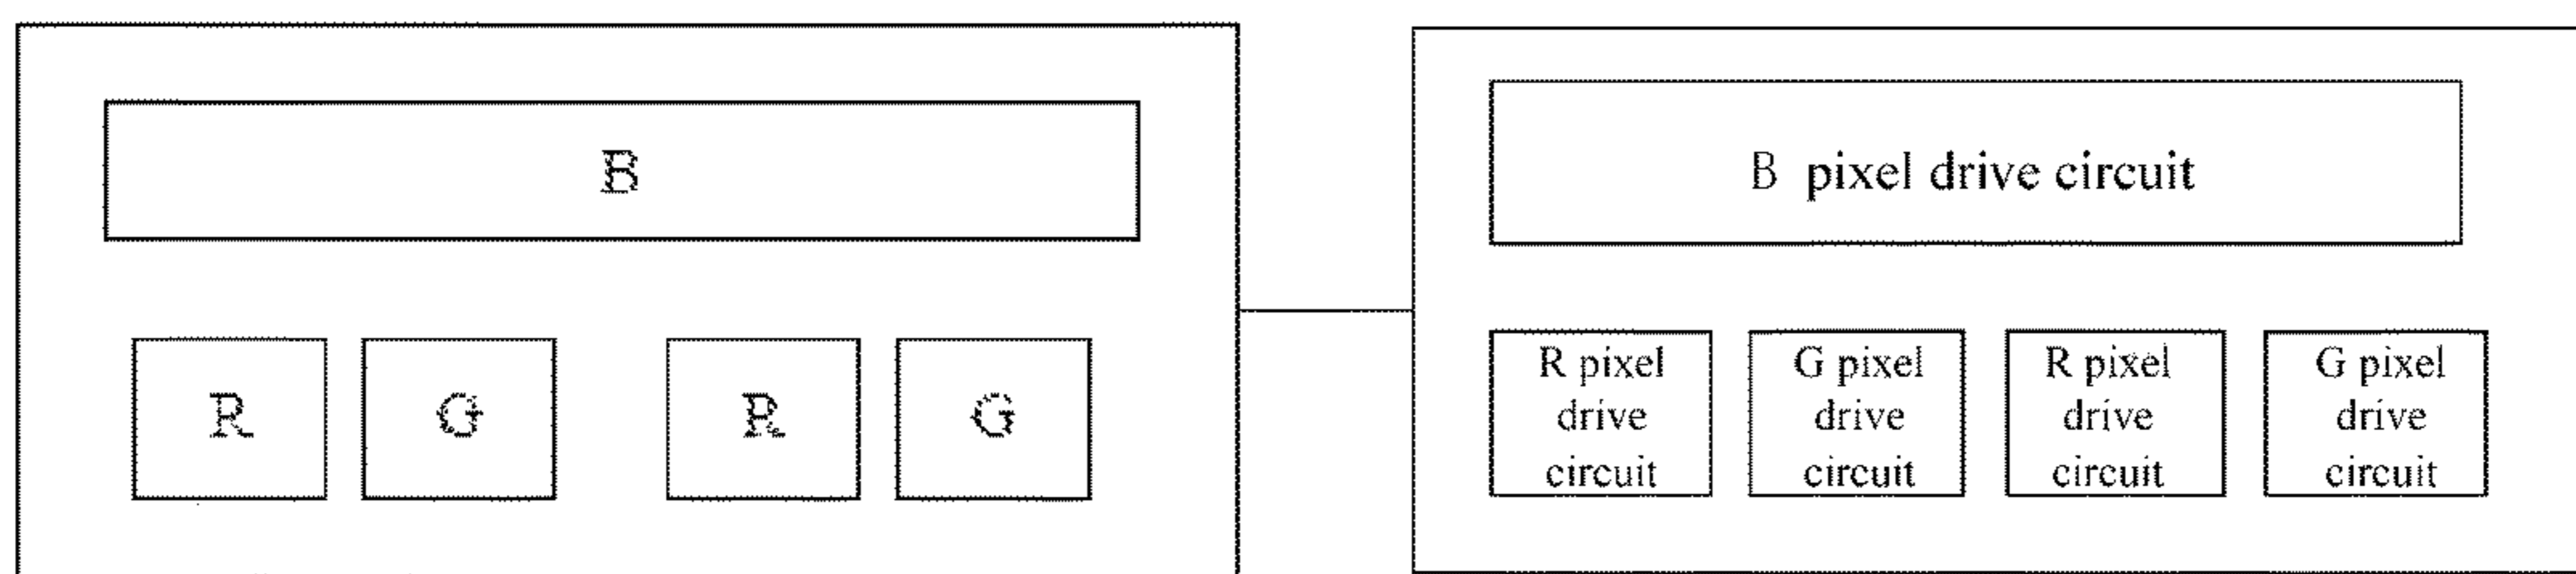 B
R G R G
B pixel drive circuit
R pixel
drive
circuit
G pixel
drive
circuit
R pixel
drive
circuit
G pixel
drive
circuit